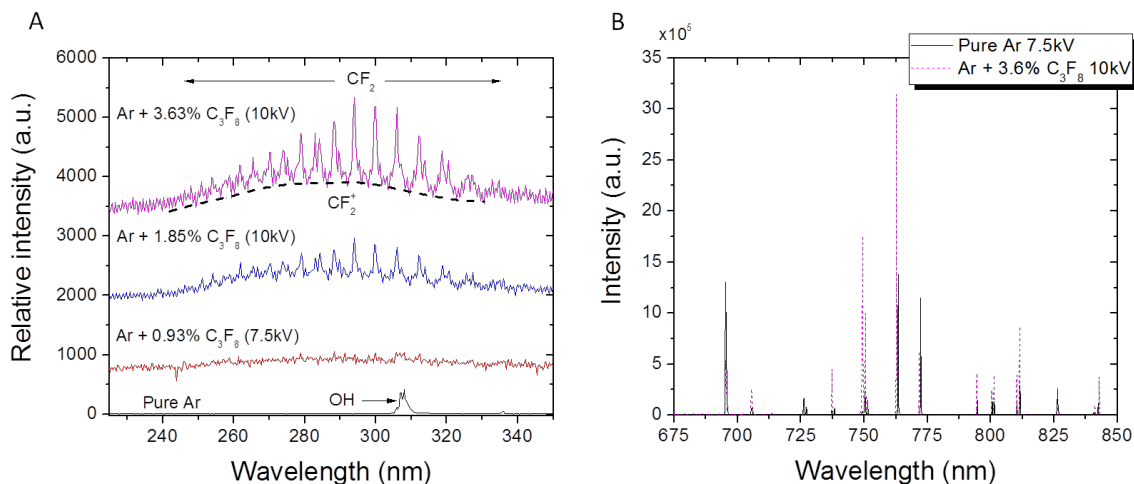 A
Relative intensity (a.u.)
6000
5000
4000
3000
2000
1000
0
CF₂
Ar + 3.63% C₃F₈ (10kV)
CF₂⁺
Ar + 1.85% C₃F₈ (10kV)
Ar + 0.93% C₃F₈ (7.5kV)
Pure Ar
OH
240 260 280 300 320 340
Wavelength (nm)
B
x10⁵
Pure Ar 7.5kV
Ar + 3.6% C₃F₈ 10kV
Intensity (a.u.)
35
30
25
20
15
10
5
0
675 700 725 750 775 800 825 850
Wavelength (nm)